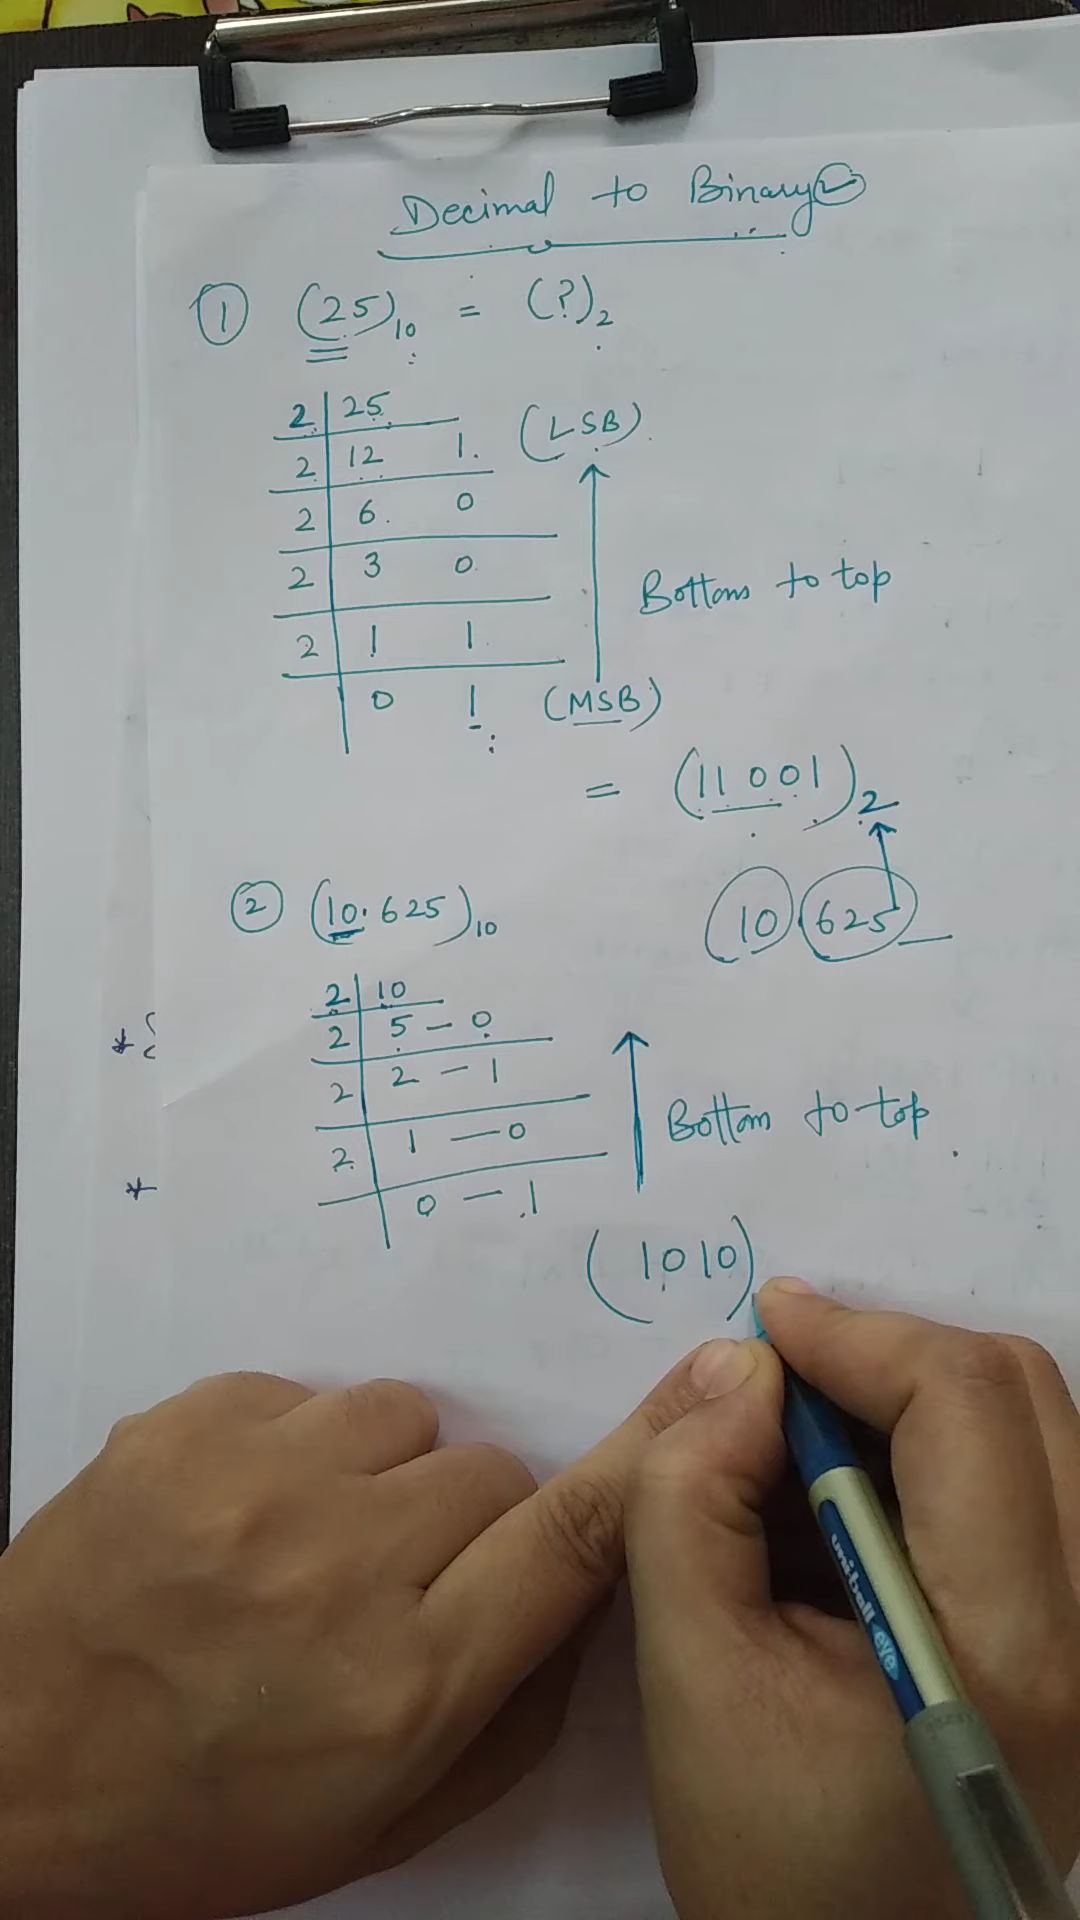 Decimal to Binary
① (25)₁₀ = (?)₂
2 | 25
2 | 12 1 (LSB)
2 | 6 0
2 | 3 0
Bottom to top
2 | 1 1
0 1 (MSB)
= (11001)₂
② (10.625)₁₀
10.625
2 | 10
2 | 5 – 0
2 | 2 – 1
Bottom to top
2 | 1 – 0
0 – 1
(1010)
uniball eye